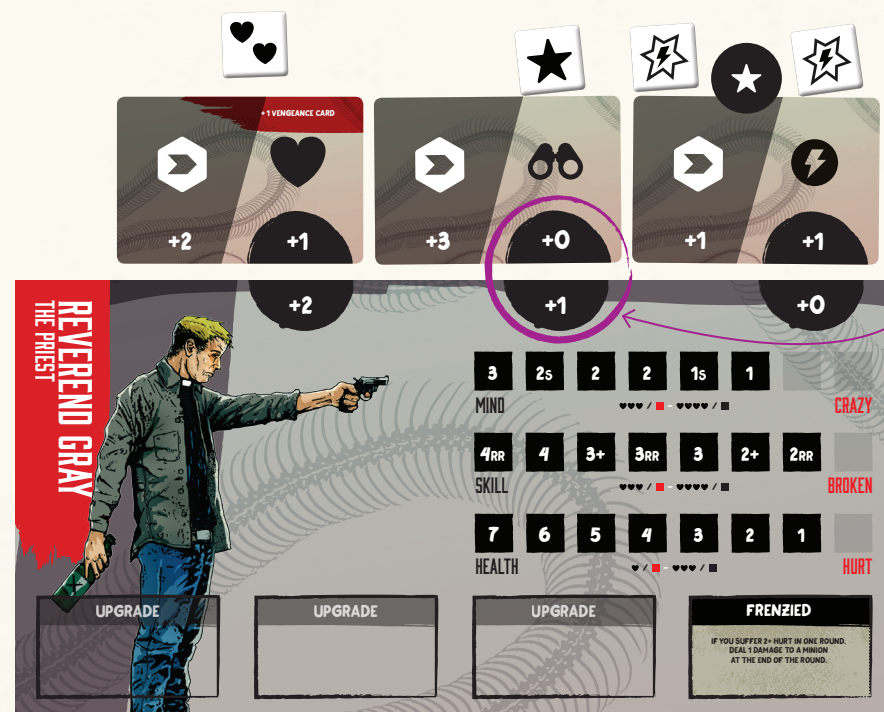 +1 VENGEANCE CARD
+2
+1
+3
+0
+1
+1
+2
+1
+0
REVEREND GRAY
THE PRIEST
3 2S 2 2 1S 1
MIND / - / CRAZY
4RR 4 3+ 3RR 3 2+ 2RR
SKILL / - / BROKEN
7 6 5 4 3 2 1
HEALTH / - / HURT
UPGRADE
UPGRADE
UPGRADE
FRENZIED
IF YOU SUFFER 2+ HURT IN ONE ROUND,
DEAL 1 DAMAGE TO A MINION
AT THE END OF THE ROUND.